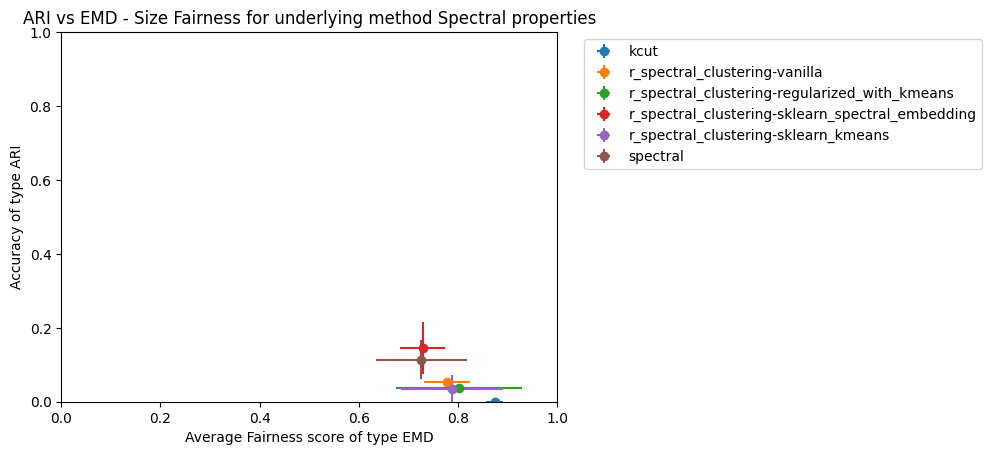 ARI vs EMD - Size Fairness for underlying method Spectral properties
1.0
0.8
0.6
0.4
0.2
0.0
Accuracy of type ARI
0.0 0.2 0.4 0.6 0.8 1.0
Average Fairness score of type EMD
kcut
r_spectral_clustering-vanilla
r_spectral_clustering-regularized_with_kmeans
r_spectral_clustering-sklearn_spectral_embedding
r_spectral_clustering-sklearn_kmeans
spectral